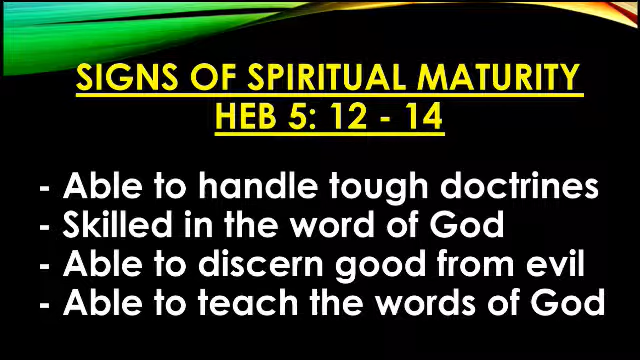 SIGNS OF SPIRITUAL MATURITY
HEB 5: 12 - 14
- Able to handle tough doctrines
- Skilled in the word of God
- Able to discern good from evil
- Able to teach the words of God